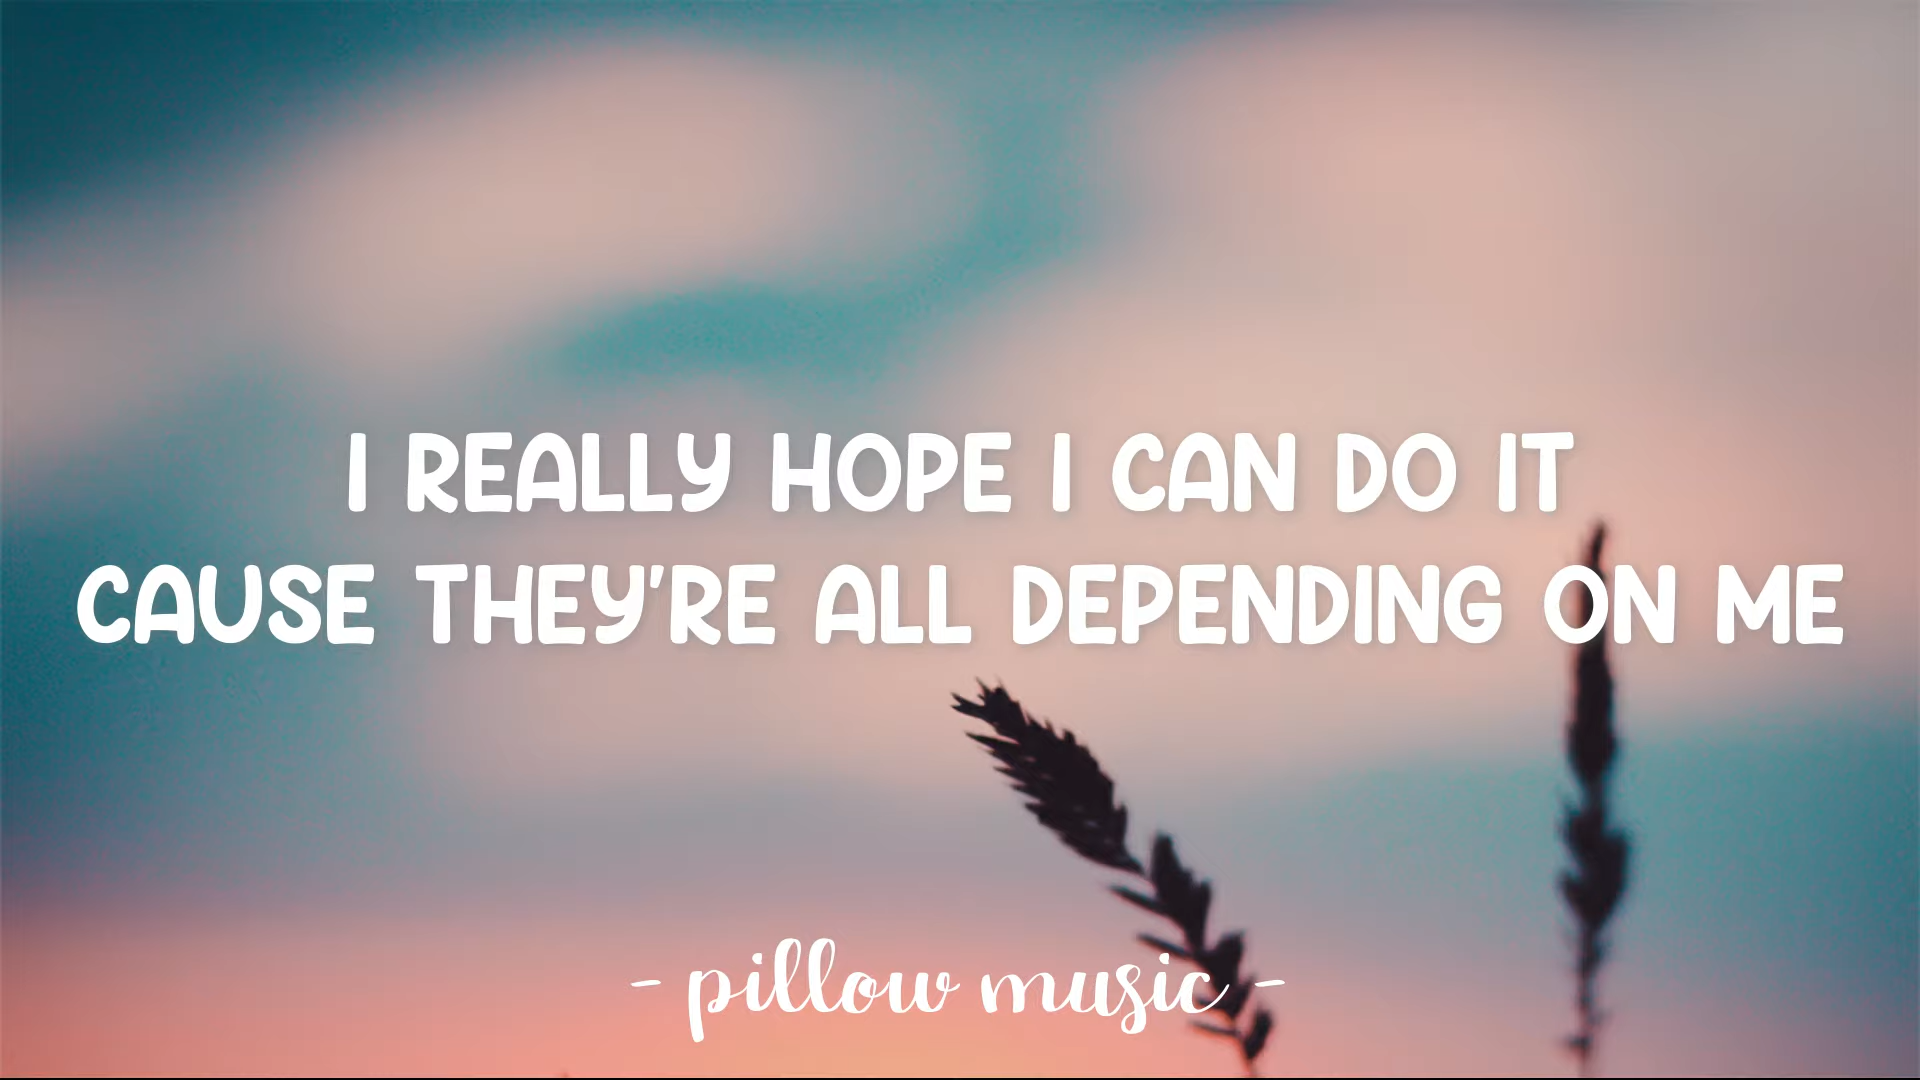 I REALLY HOPE I CAN DO IT
CAUSE THEY'RE ALL DEPENDING ON ME
- pillow music -